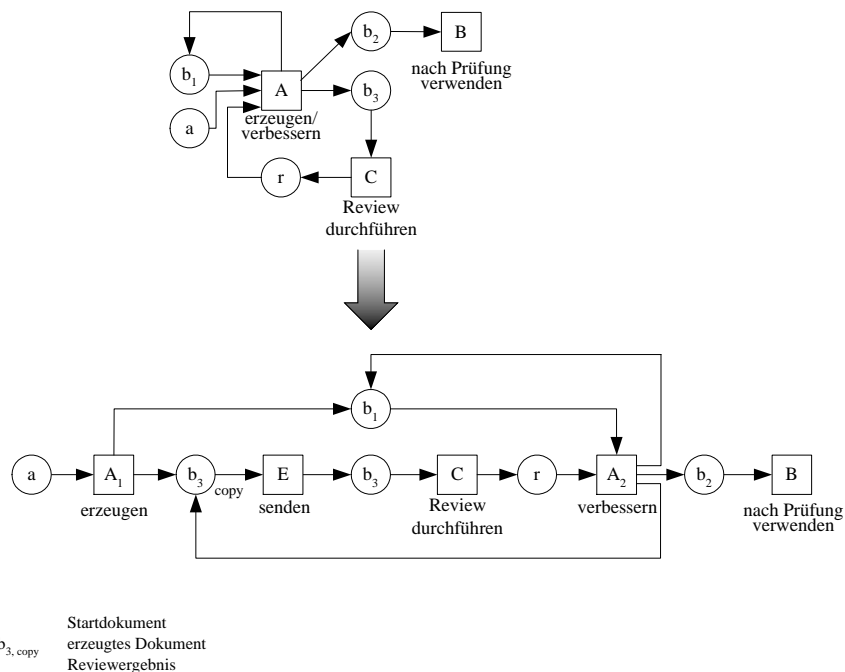 b₂
B
b₁
A
b₃
nach Prüfung
verwenden
a
erzeugen/
verbessern
r
C
Review
durchführen
b₁
a
A₁
b₃
copy
E
b₃
C
r
A₂
b₂
B
erzeugen
senden
Review
durchführen
verbessern
nach Prüfung
verwenden
Startdokument
b₃, copy erzeugtes Dokument
Reviewergebnis